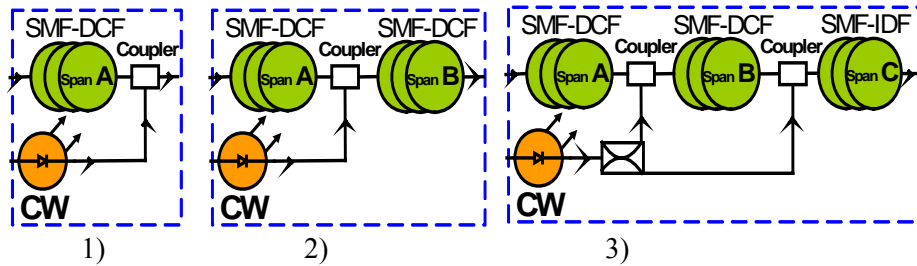 SMF-DCF
Coupler
Span A
CW
1)
SMF-DCF SMF-DCF
Coupler
Span A Span B
CW
2)
SMF-DCF SMF-DCF SMF-IDF
Coupler Coupler
Span A Span B Span C
CW
3)